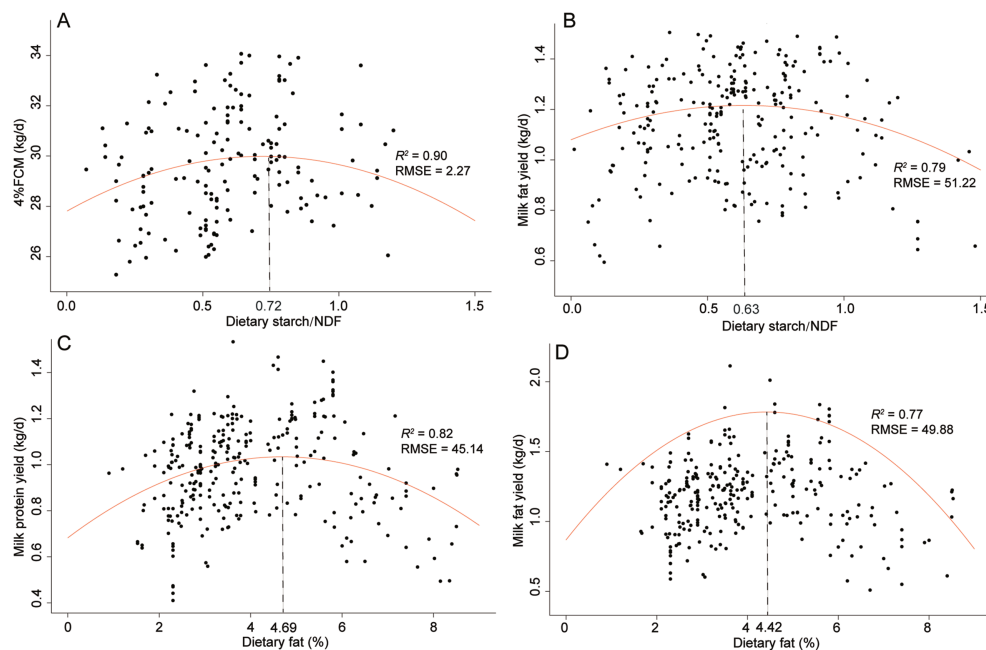 A
4%FCM (kg/d)
34
32
30
28
26
R² = 0.90
RMSE = 2.27
0.0
0.5
0.72
1.0
1.5
Dietary starch/NDF
B
Milk fat yield (kg/d)
1.4
1.2
1.0
0.8
0.6
R² = 0.79
RMSE = 51.22
0.0
0.5
0.63
1.0
1.5
Dietary starch/NDF
C
Milk protein yield (kg/d)
1.4
1.2
1.0
0.8
0.6
0.4
R² = 0.82
RMSE = 45.14
0
2
4
4.69
6
8
Dietary fat (%)
D
Milk fat yield (kg/d)
2.0
1.5
1.0
0.5
R² = 0.77
RMSE = 49.88
0
2
4
4.42
6
8
Dietary fat (%)